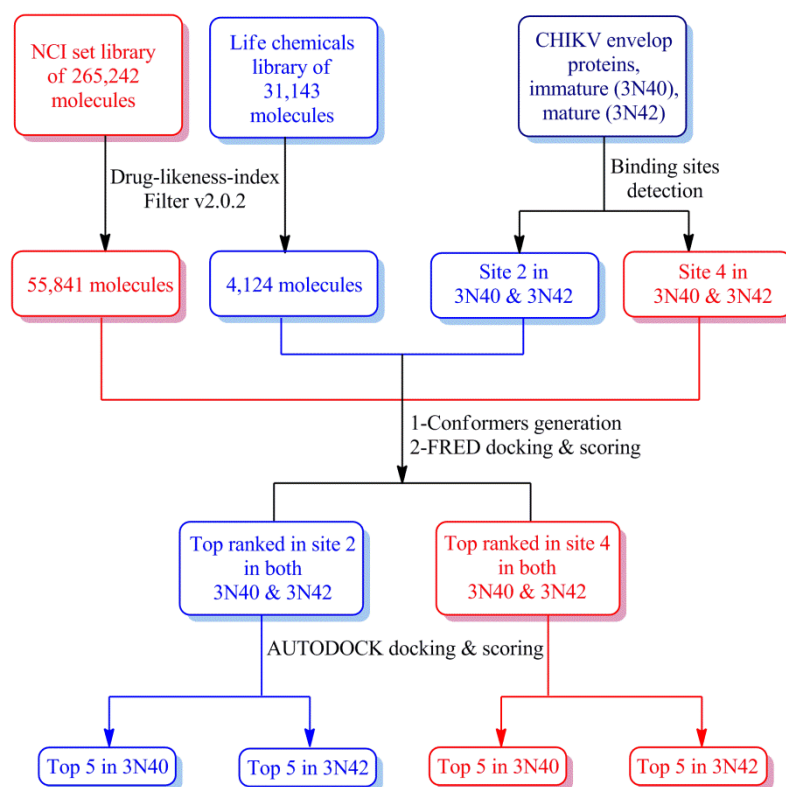 NCI set library
of 265,242
molecules
Life chemicals
library of
31,143
molecules
CHIKV envelop
proteins,
immature (3N40),
mature (3N42)
Drug-likeness-index
Filter v2.0.2
Binding sites
detection
55,841 molecules
4,124 molecules
Site 2 in
3N40 & 3N42
Site 4 in
3N40 & 3N42
1-Conformers generation
2-FRED docking & scoring
Top ranked in site 2
in both
3N40 & 3N42
Top ranked in site 4
in both
3N40 & 3N42
AUTODOCK docking & scoring
Top 5 in 3N40
Top 5 in 3N42
Top 5 in 3N40
Top 5 in 3N42